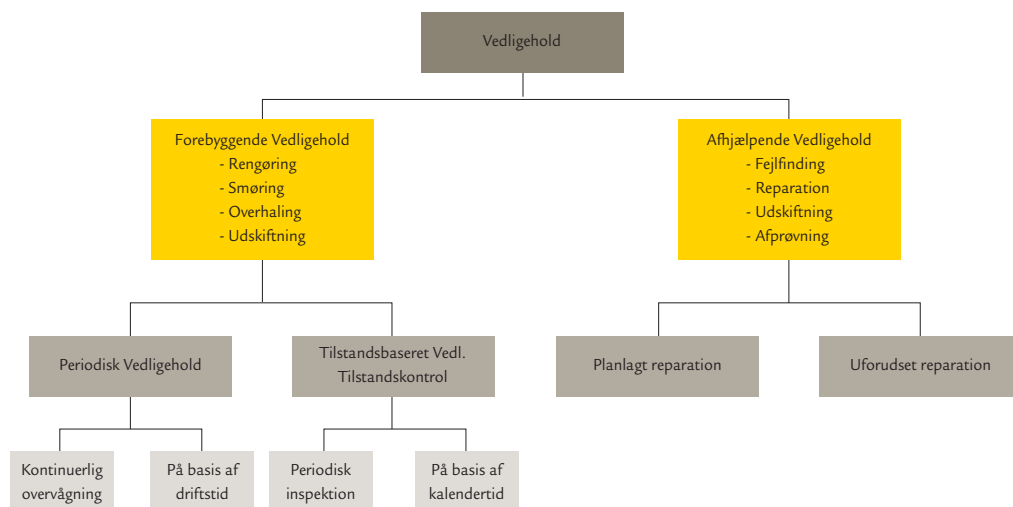 Vedligehold
Forebyggende Vedligehold
- Rengøring
- Smøring
- Overhaling
- Udskiftning
Afhjælpende Vedligehold
- Fejlfinding
- Reparation
- Udskiftning
- Afprøvning
Periodisk Vedligehold
Tilstandsbaseret Vedl.
Tilstandskontrol
Planlagt reparation
Uforudset reparation
Kontinuerlig
overvågning
På basis af
driftstid
Periodisk
inspektion
På basis af
kalendertid